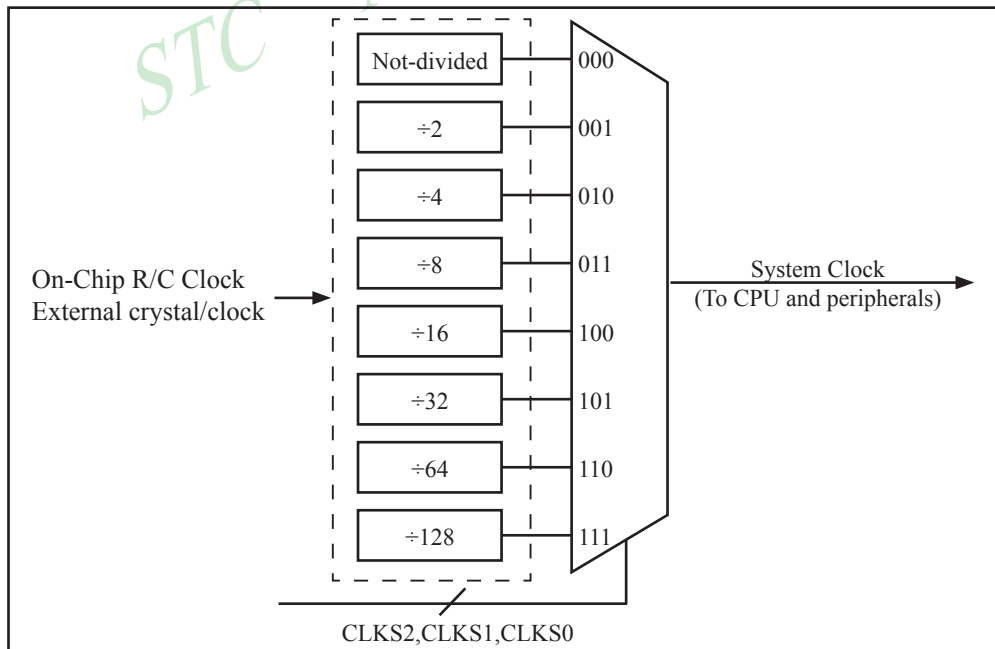 STC
Not-divided
000
÷2
001
÷4
010
÷8
011
÷16
100
÷32
101
÷64
110
÷128
111
On-Chip R/C Clock
External crystal/clock
System Clock
(To CPU and peripherals)
CLKS2,CLKS1,CLKS0